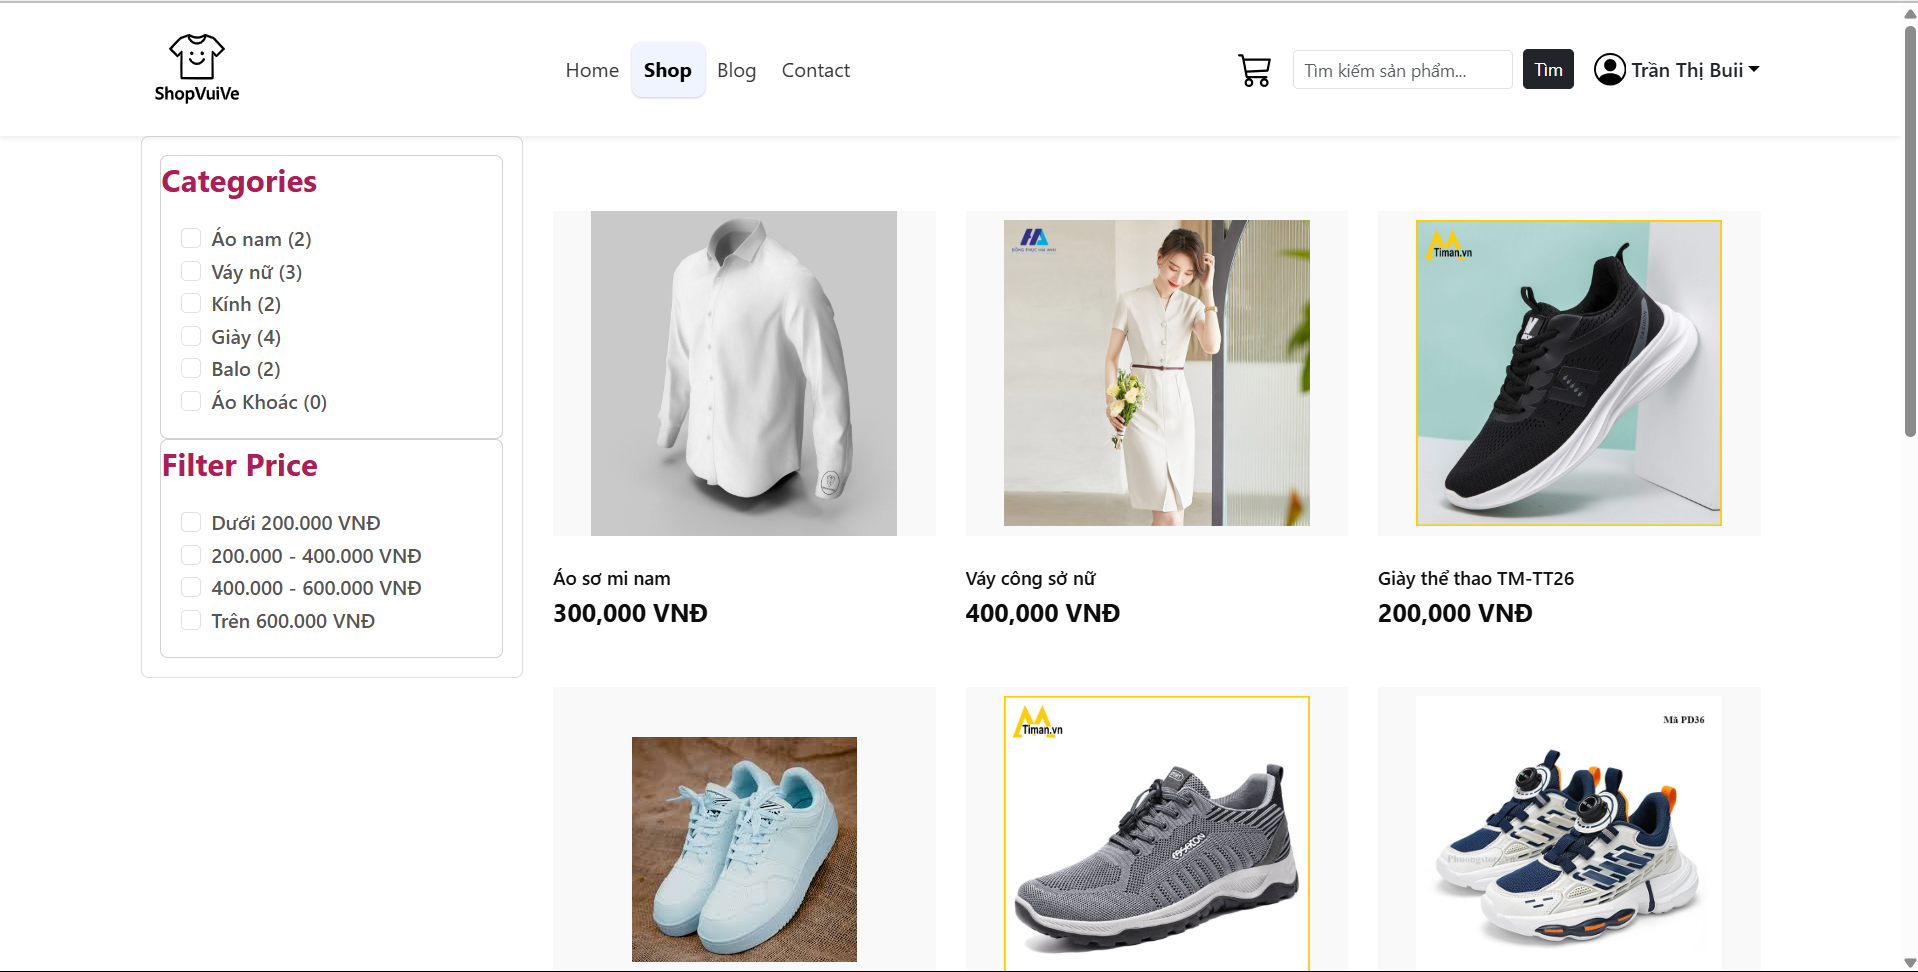 ShopVuiVe
Home
Shop
Blog
Contact
Tìm kiếm sản phẩm...
Tìm
Trần Thị Buii
Categories
Áo nam (2)
Váy nữ (3)
Kính (2)
Giày (4)
Balo (2)
Áo Khoác (0)
Filter Price
Dưới 200.000 VNĐ
200.000 - 400.000 VNĐ
400.000 - 600.000 VNĐ
Trên 600.000 VNĐ
HA
Timan.vn
Áo sơ mi nam
300,000 VNĐ
Váy công sở nữ
400,000 VNĐ
Giày thể thao TM-TT26
200,000 VNĐ
Timan.vn
Mã PD36